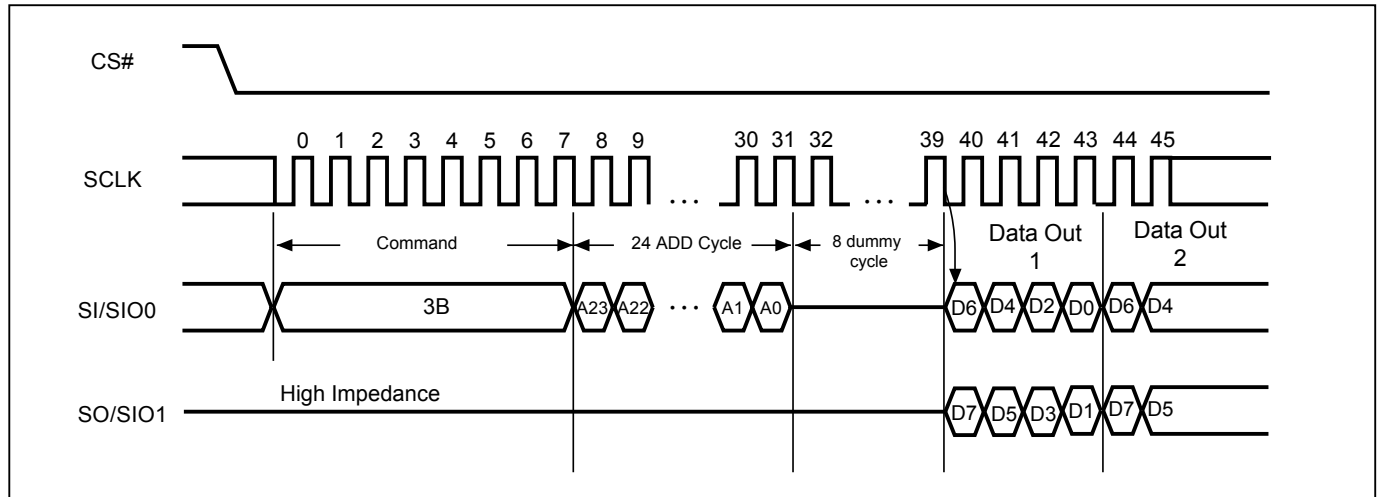 CS#
0 1 2 3 4 5 6 7 8 9 30 31 32 39 40 41 42 43 44 45
SCLK
... ...
Command 24 ADD Cycle 8 dummy cycle Data Out 1 Data Out 2
SI/SIO0 3B A23 A22 ... A1 A0 D6 D4 D2 D0 D6 D4
High Impedance
SO/SIO1 D7 D5 D3 D1 D7 D5